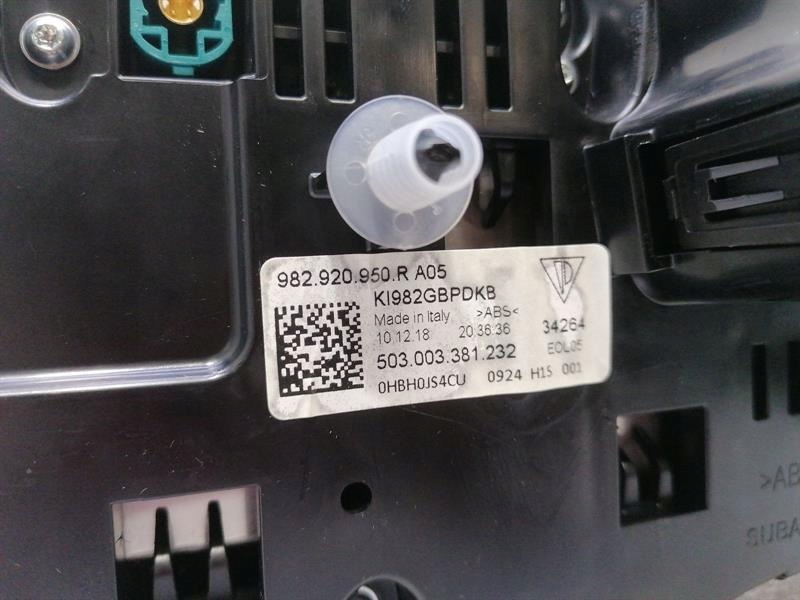 982.920.950.R A05
KI982GBPDKB
Made in Italy >ABS<
10.12.18 20:36:36 34264
503.003.381.232 EOL05
0HBH0JS4CU 0924 H15 001
>AB
SUBA